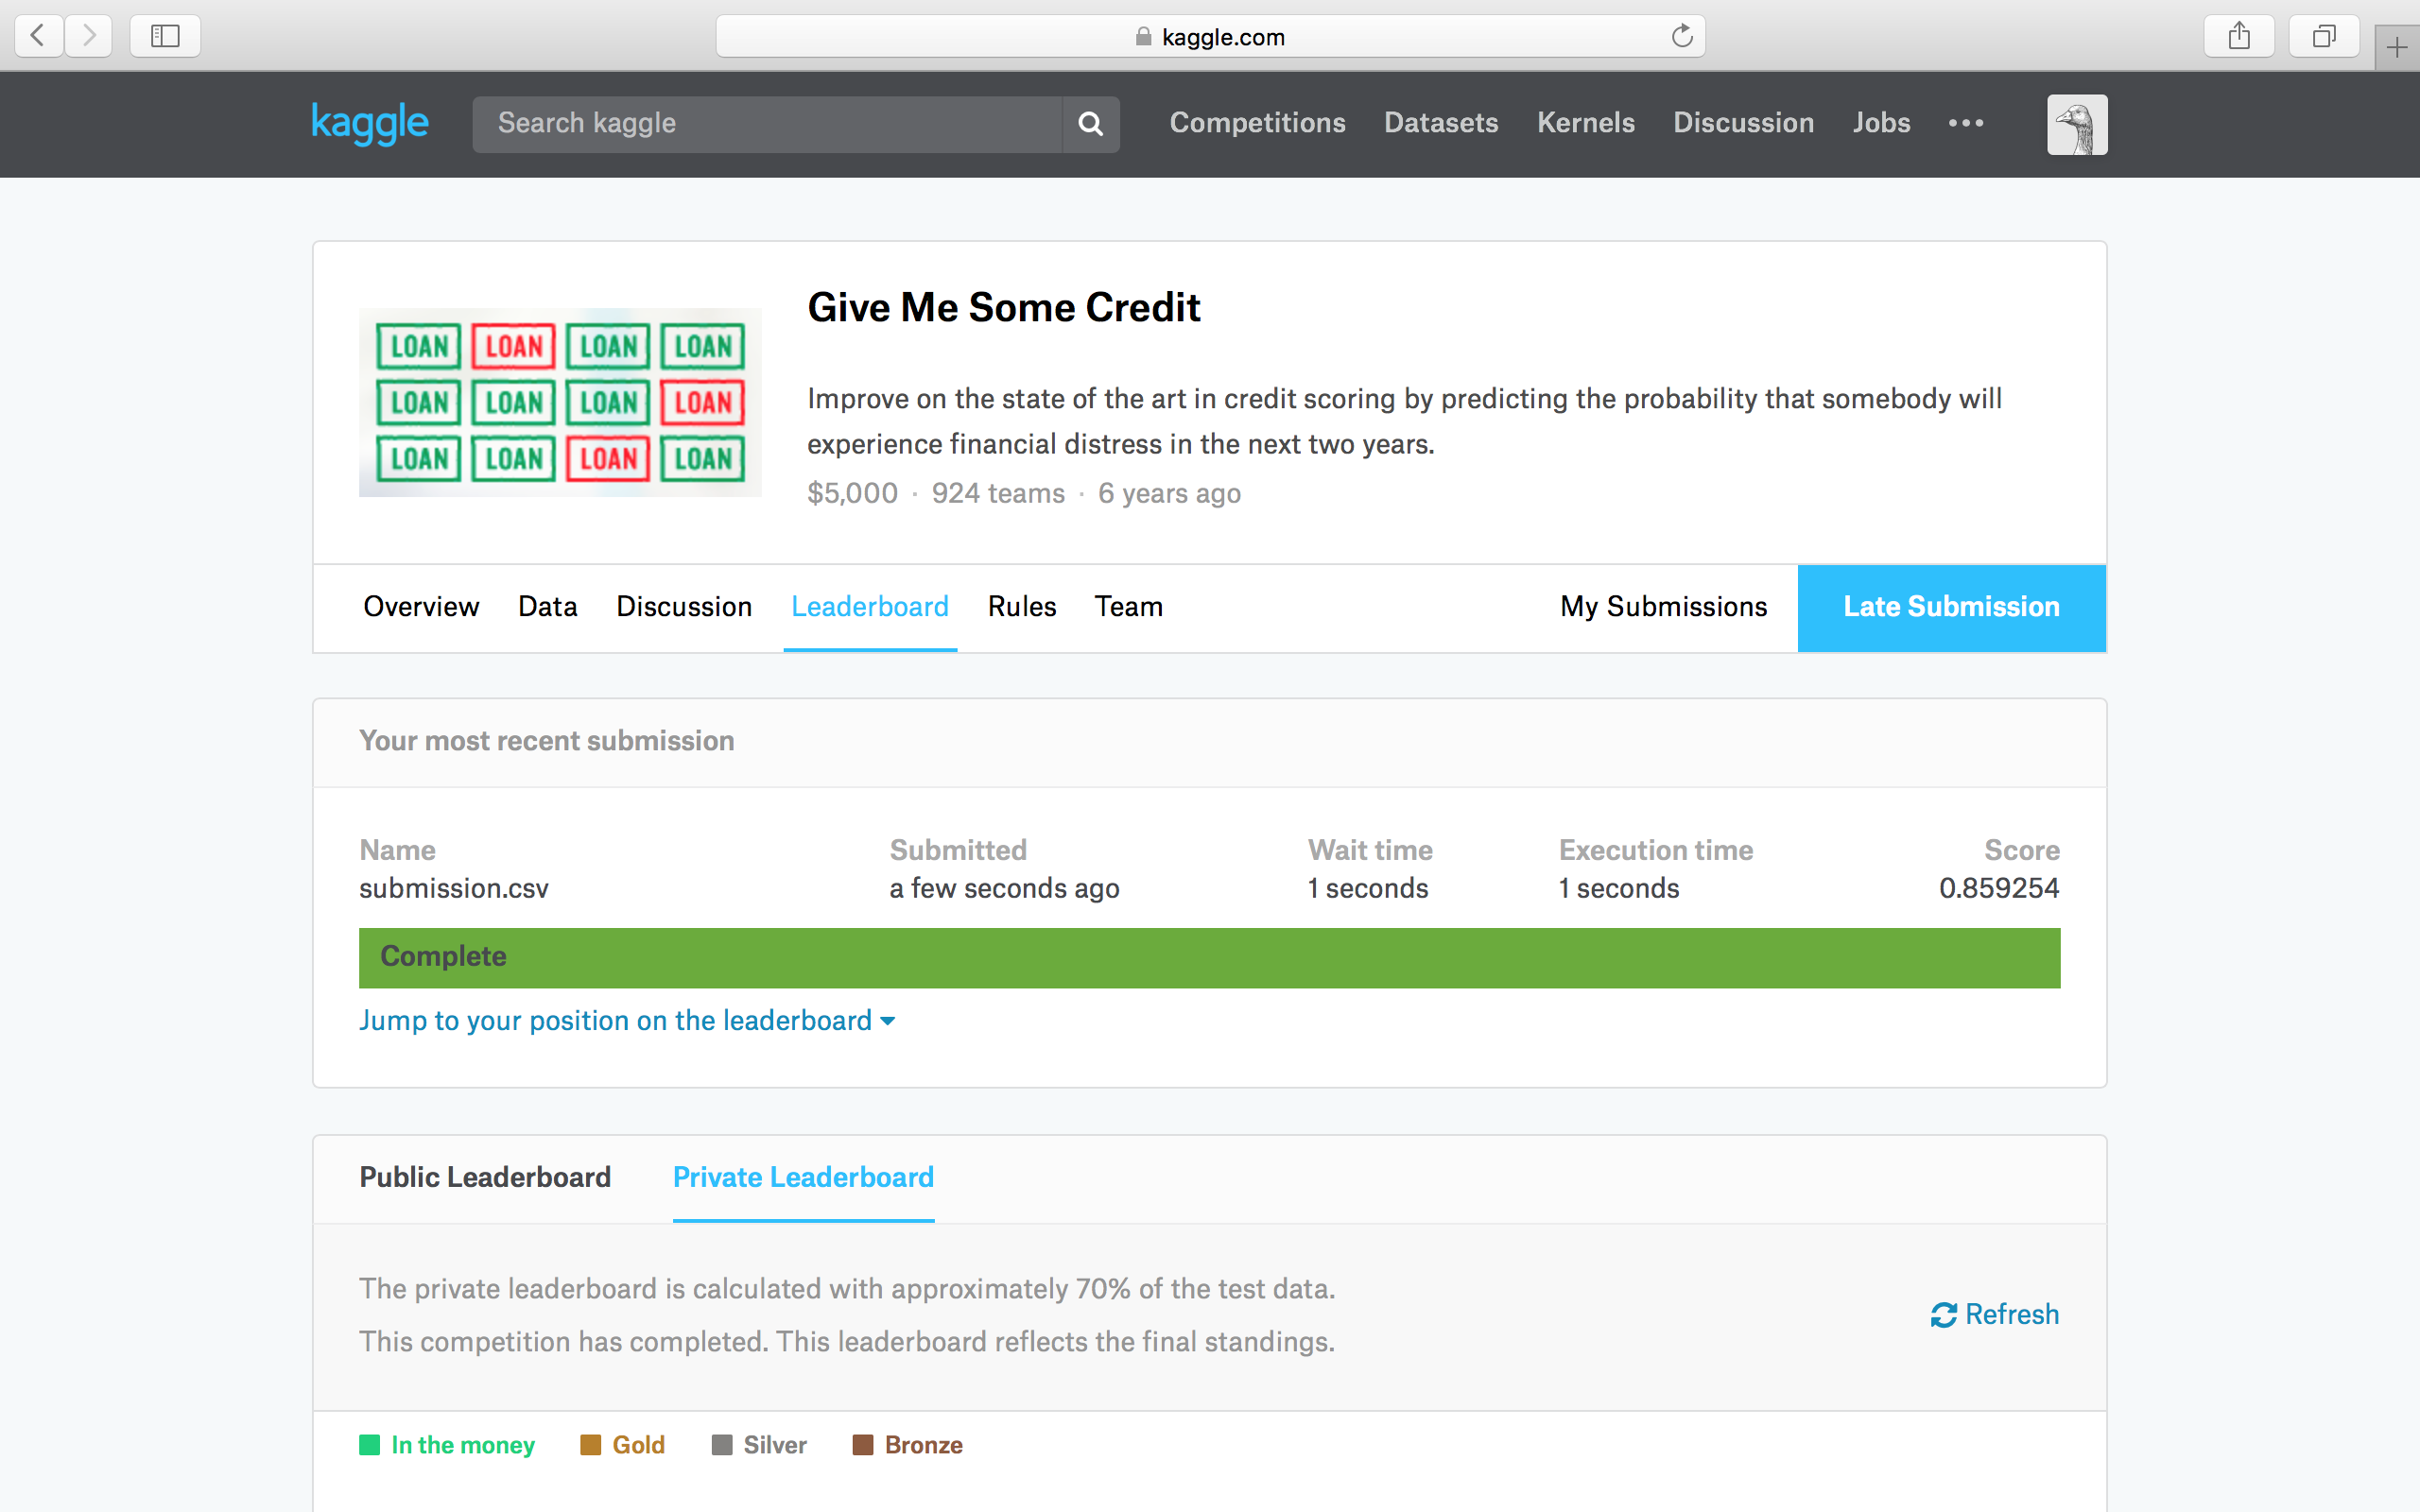 kaggle.com
kaggle
Search kaggle
Competitions Datasets Kernels Discussion Jobs
LOAN LOAN LOAN LOAN
LOAN LOAN LOAN LOAN
LOAN LOAN LOAN LOAN
Give Me Some Credit
Improve on the state of the art in credit scoring by predicting the probability that somebody will
experience financial distress in the next two years.
$5,000 · 924 teams · 6 years ago
Overview Data Discussion Leaderboard Rules Team My Submissions Late Submission
Your most recent submission
Name Submitted Wait time Execution time Score
submission.csv a few seconds ago 1 seconds 1 seconds 0.859254
Complete
Jump to your position on the leaderboard
Public Leaderboard Private Leaderboard
The private leaderboard is calculated with approximately 70% of the test data.
This competition has completed. This leaderboard reflects the final standings.
Refresh
In the money Gold Silver Bronze